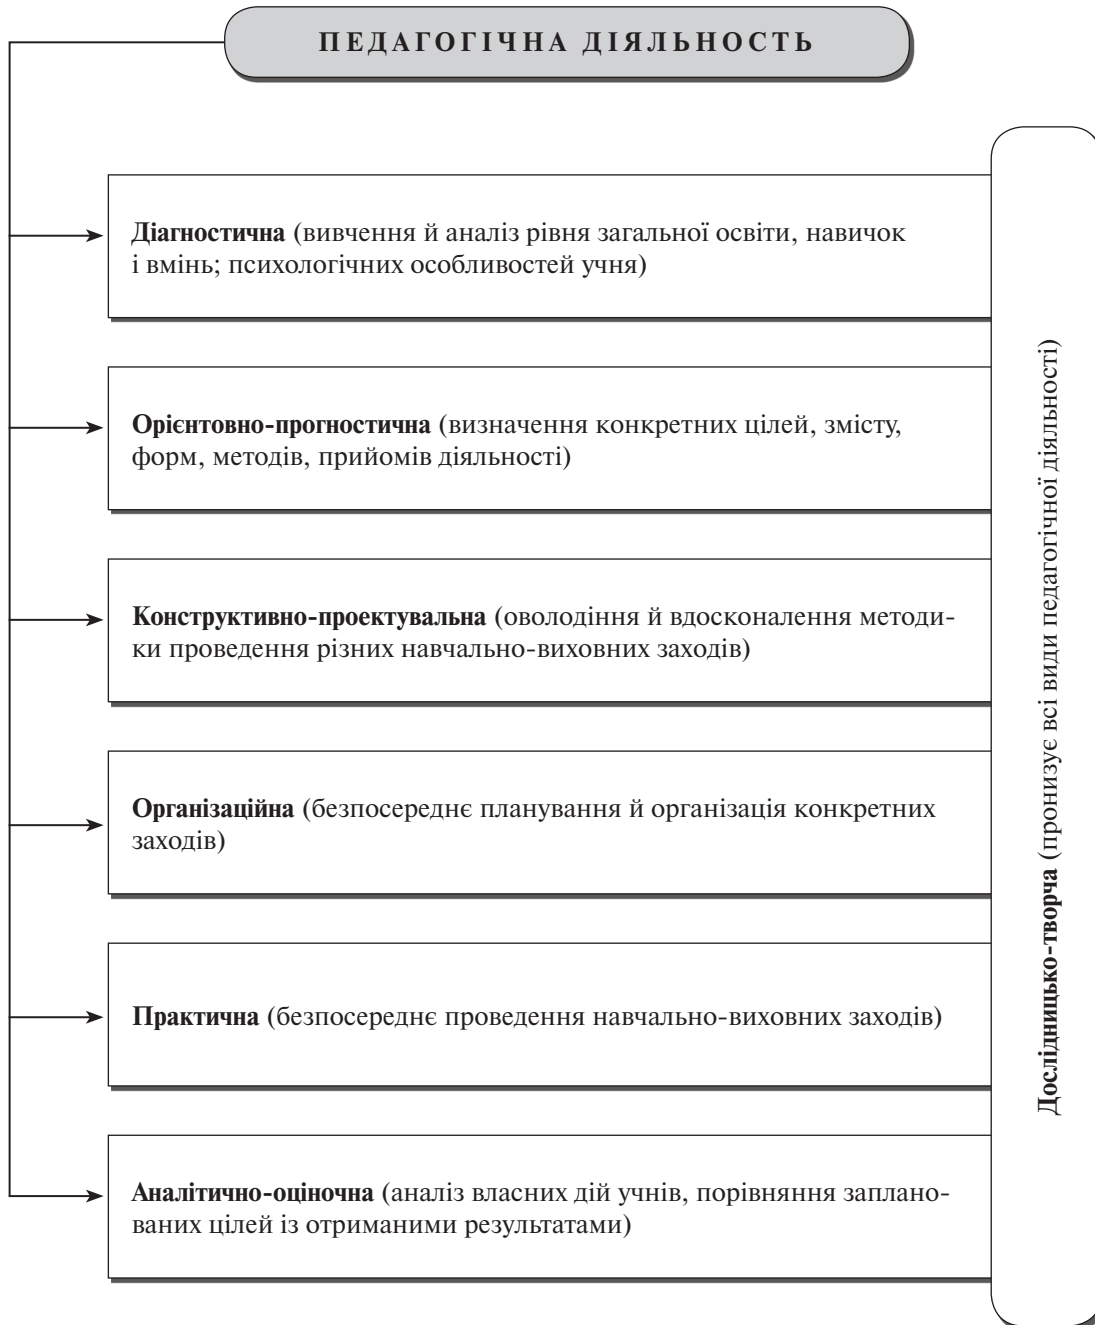 ПЕДАГОГІЧНА ДІЯЛЬНОСТЬ
Діагностична (вивчення й аналіз рівня загальної освіти, навичок
і вмінь; психологічних особливостей учня)
Орієнтовно-прогностична (визначення конкретних цілей, змісту,
форм, методів, прийомів діяльності)
Конструктивно-проектувальна (оволодіння й вдосконалення методи-
ки проведення різних навчально-виховних заходів)
Організаційна (безпосереднє планування й організація конкретних
заходів)
Практична (безпосереднє проведення навчально-виховних заходів)
Аналітично-оціночна (аналіз власних дій учнів, порівняння заплано-
ваних цілей із отриманими результатами)
Дослідницько-творча (пронизує всі види педагогічної діяльності)